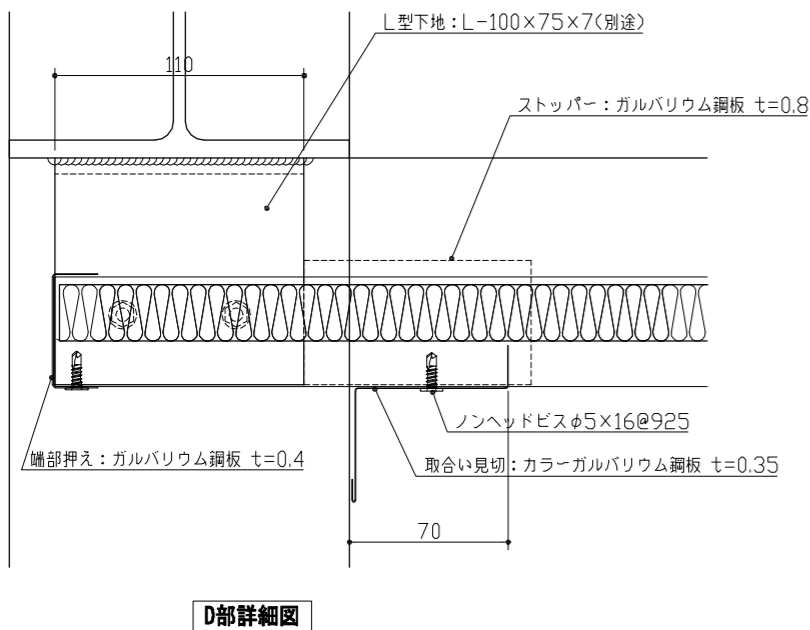 L型下地：L-100×75×7(別途)
110
ストッパー：ガルバリウム鋼板 t=0.8
ノンヘッドビスφ5×16@925
端部押え：ガルバリウム鋼板 t=0.4
取合い見切：カラーガルバリウム鋼板 t=0.35
70
D部詳細図